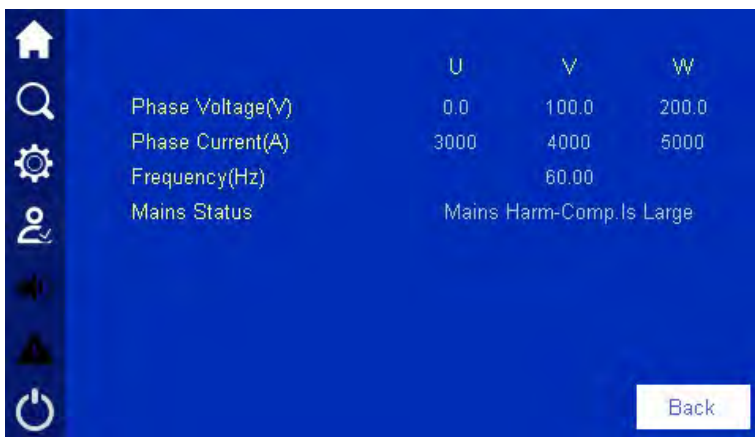 U V W
Phase Voltage(V) 0.0 100.0 200.0
Phase Current(A) 3000 4000 5000
Frequency(Hz) 60.00
Mains Status Mains Harm-Comp.Is Large
Back